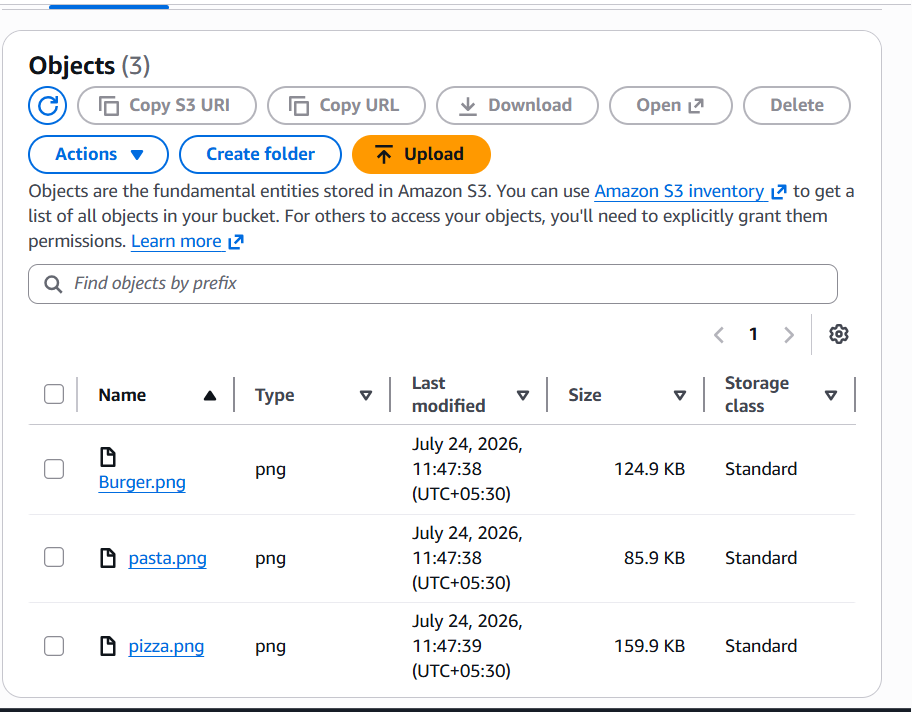 Objects (3)
Copy S3 URI Copy URL Download Open Delete
Actions Create folder Upload
Objects are the fundamental entities stored in Amazon S3. You can use Amazon S3 inventory to get a
list of all objects in your bucket. For others to access your objects, you'll need to explicitly grant them
permissions. Learn more
Find objects by prefix
1
Name Type Last modified Size Storage class
Burger.png png July 24, 2026, 11:47:38 (UTC+05:30) 124.9 KB Standard
pasta.png png July 24, 2026, 11:47:38 (UTC+05:30) 85.9 KB Standard
pizza.png png July 24, 2026, 11:47:39 (UTC+05:30) 159.9 KB Standard